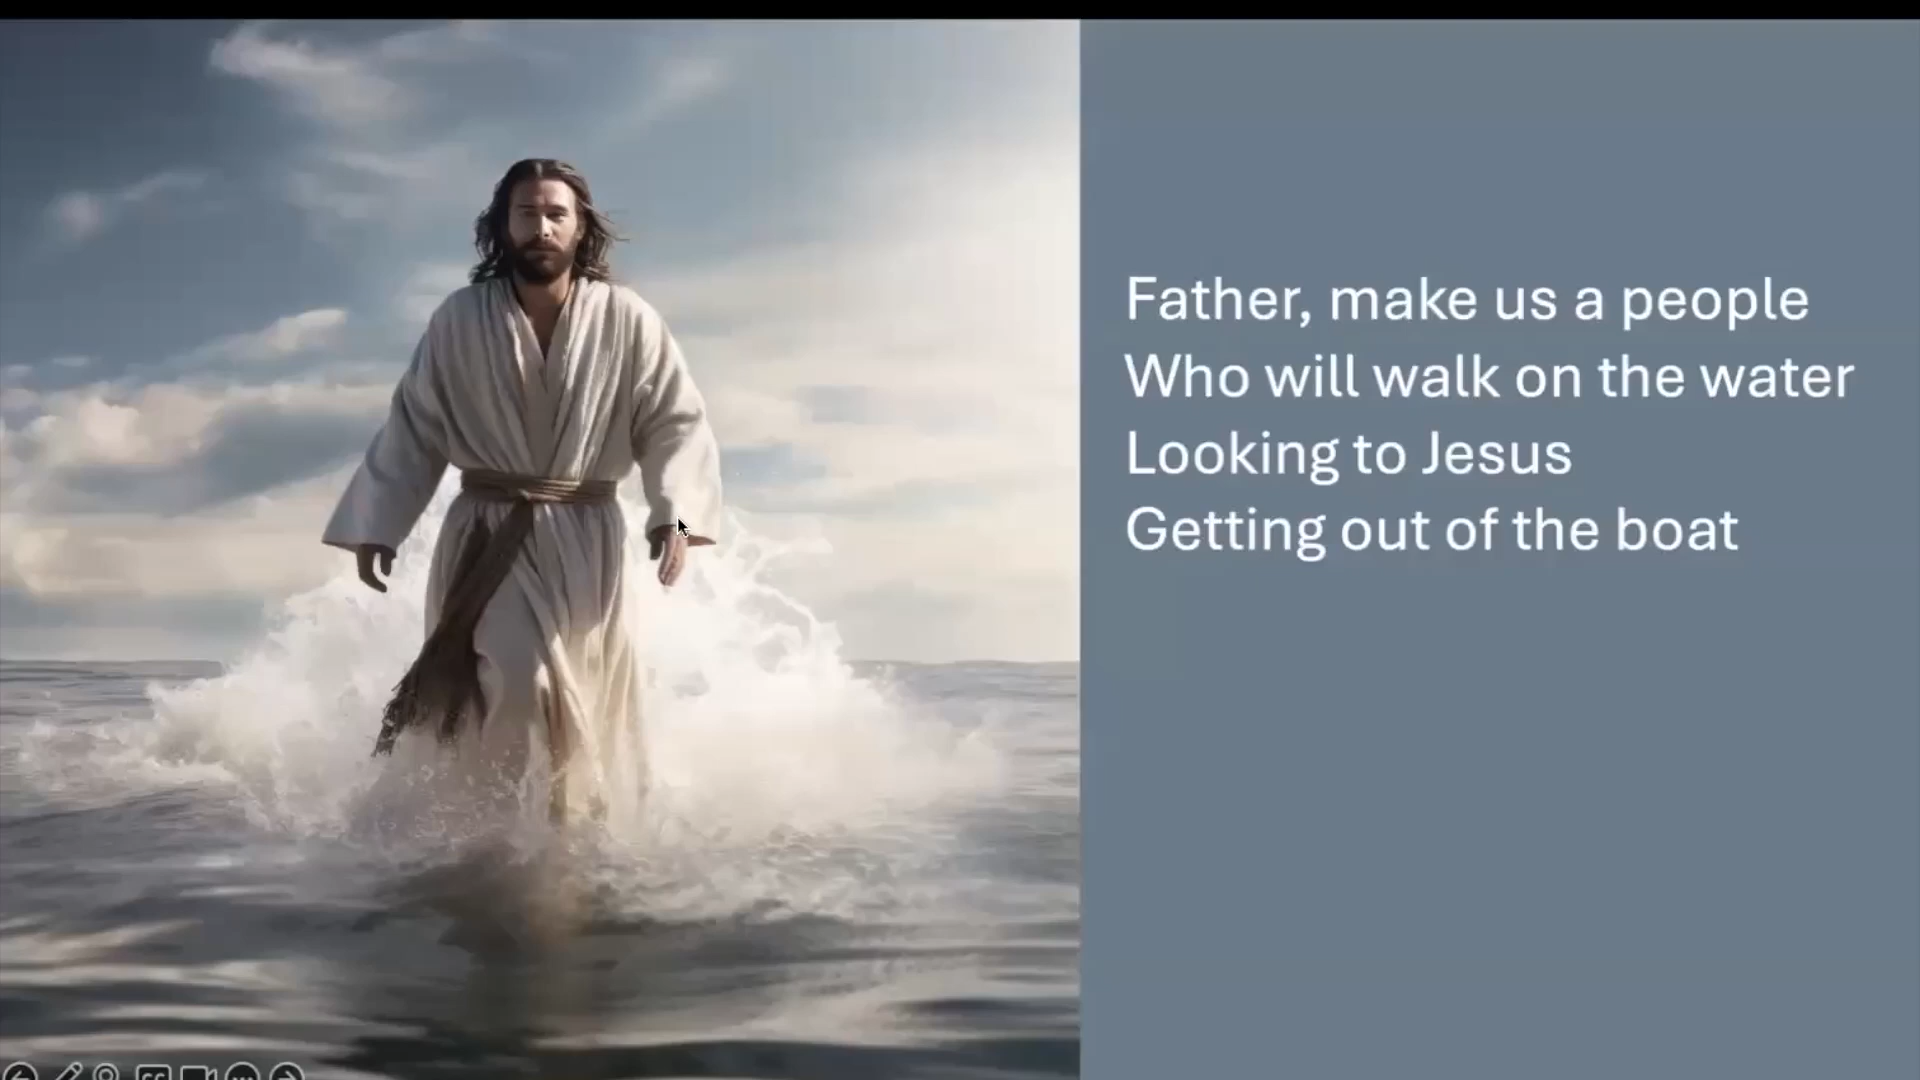 Father, make us a people
Who will walk on the water
Looking to Jesus
Getting out of the boat